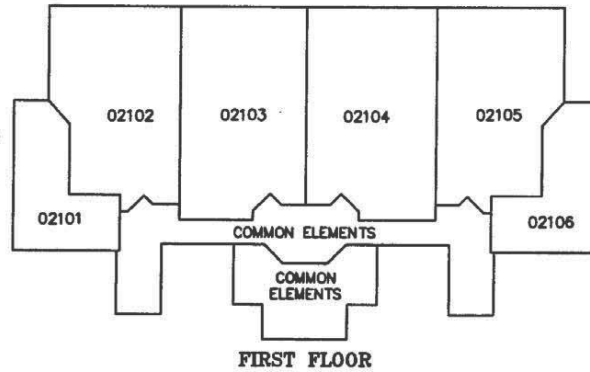 02102
02103
02104
02105
02101
02106
COMMON ELEMENTS
COMMON
ELEMENTS
FIRST FLOOR